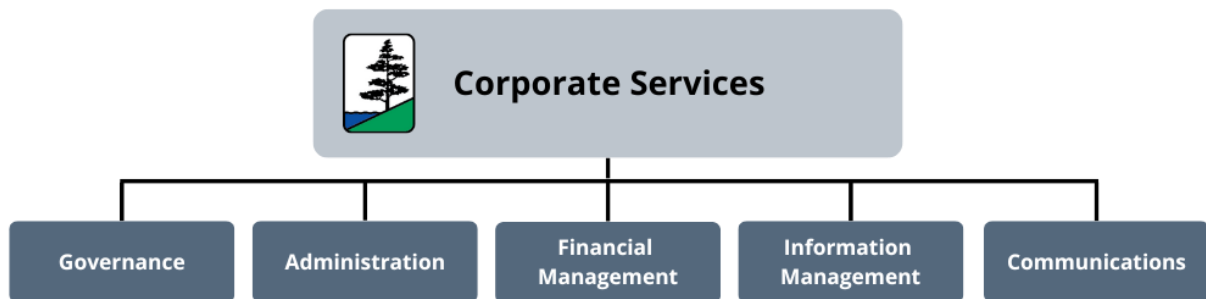 Corporate Services
Governance
Administration
Financial
Management
Information
Management
Communications